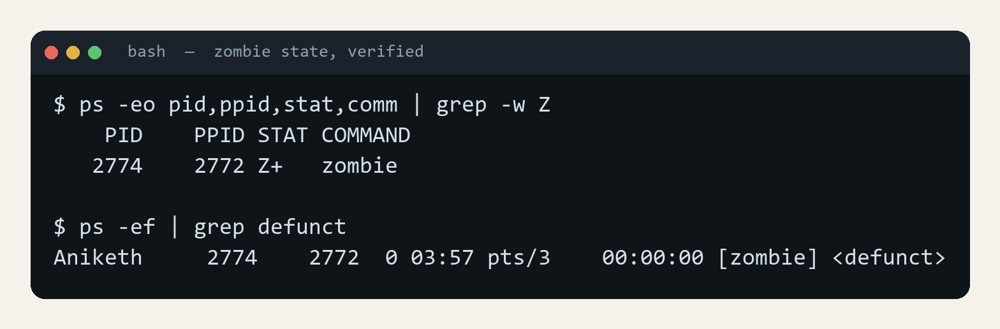 bash — zombie state, verified
$ ps -eo pid,ppid,stat,comm | grep -w Z
    PID    PPID STAT COMMAND
   2774    2772 Z+   zombie
$ ps -ef | grep defunct
Aniketh     2774    2772  0 03:57 pts/3    00:00:00 [zombie] <defunct>